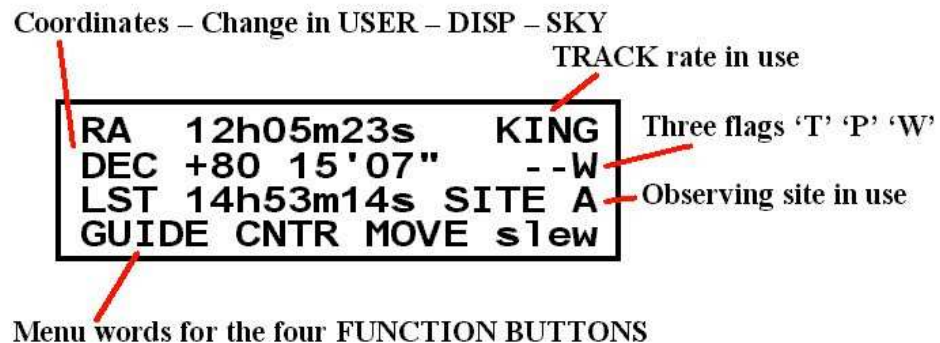 Coordinates – Change in USER – DISP – SKY
TRACK rate in use
RA 12h05m23s KING
Three flags ‘T’ ‘P’ ‘W’
DEC +80 15'07" --W
LST 14h53m14s SITE A
Observing site in use
GUIDE CNTR MOVE slew
Menu words for the four FUNCTION BUTTONS